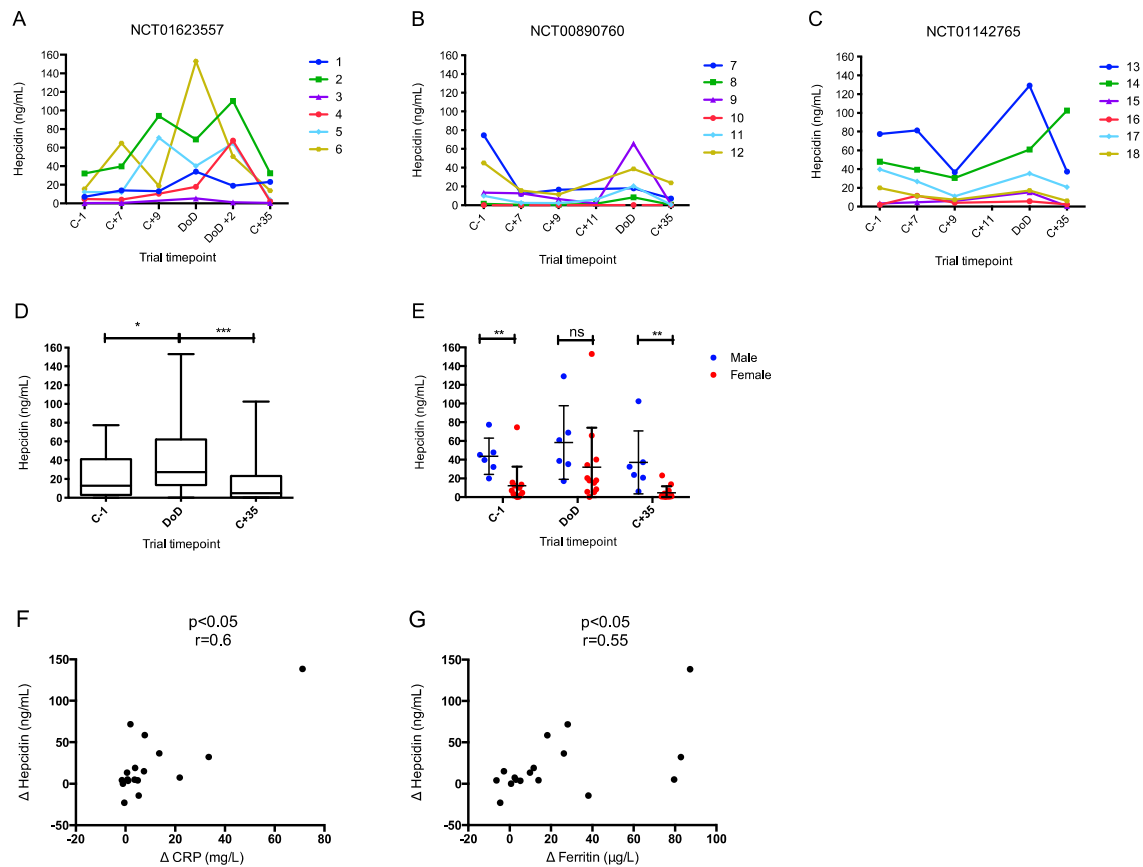 A
NCT01623557
Hepcidin (ng/mL)
160
140
120
100
80
60
40
20
0
C-1
C+7
C+9
DoD
DoD +2
C+35
Trial timepoint
1
2
3
4
5
6
B
NCT00890760
Hepcidin (ng/mL)
160
140
120
100
80
60
40
20
0
C-1
C+7
C+9
C+11
DoD
C+35
Trial timepoint
7
8
9
10
11
12
C
NCT01142765
Hepcidin (ng/mL)
160
140
120
100
80
60
40
20
0
C-1
C+7
C+9
C+11
DoD
C+35
Trial timepoint
13
14
15
16
17
18
D
* ***
Hepcidin (ng/mL)
160
140
120
100
80
60
40
20
0
C-1
DoD
C+35
Trial timepoint
E
** ns **
Hepcidin (ng/mL)
160
140
120
100
80
60
40
20
0
C-1
DoD
C+35
Trial timepoint
Male
Female
F
p<0.05
r=0.6
Δ Hepcidin (ng/mL)
150
100
50
0
-50
-20 0 20 40 60 80
Δ CRP (mg/L)
G
p<0.05
r=0.55
Δ Hepcidin (ng/mL)
150
100
50
0
-50
-20 0 20 40 60 80 100
Δ Ferritin (μg/L)